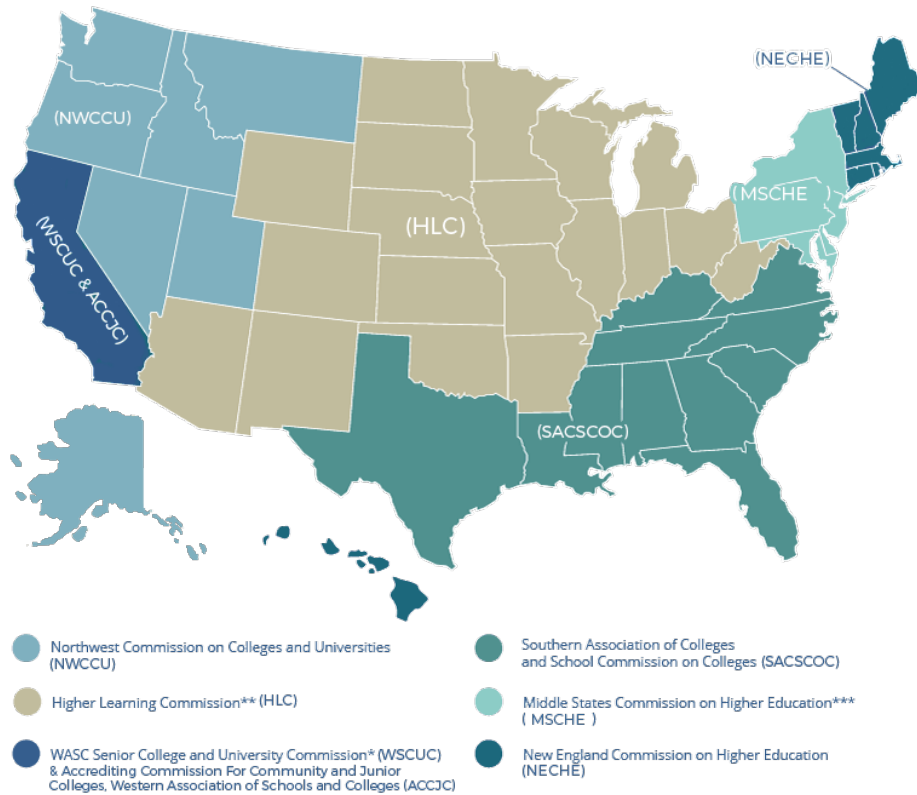 (NECHE)
(NWCCU)
(MSCHE )
(HLC)
(WSCUC & ACCJC)
(SACSCOC)
Northwest Commission on Colleges and Universities
(NWCCU)
Higher Learning Commission** (HLC)
WASC Senior College and University Commission* (WSCUC)
& Accrediting Commission For Community and Junior
Colleges, Western Association of Schools and Colleges (ACCJC)
Southern Association of Colleges
and School Commission on Colleges (SACSCOC)
Middle States Commission on Higher Education***
( MSCHE )
New England Commission on Higher Education
(NECHE)